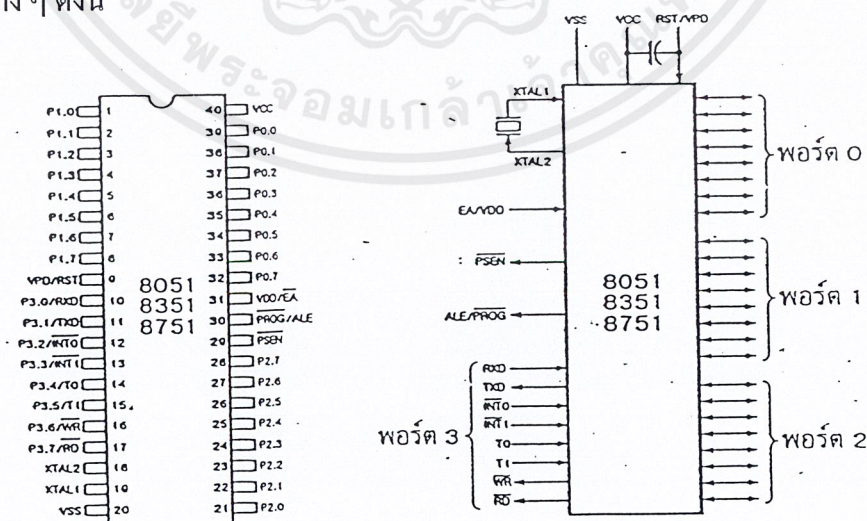 VSS VCC RST/VPD
P1.0 1 40 VCC
P1.1 2 39 P0.0
P1.2 3 38 P0.1
P1.3 4 37 P0.2
P1.4 5 36 P0.3
P1.5 6 35 P0.4
P1.6 7 34 P0.5
P1.7 8 33 P0.6
VPD/RST 9 32 P0.7
P3.0/RXD 10 31 VDD/EA
P3.1/TXD 11 30 PROG/ALE
P3.2/INT0 12 29 PSEN
P3.3/INT1 13 28 P2.7
P3.4/T0 14 27 P2.6
P3.5/T1 15 26 P2.5
P3.6/WR 16 25 P2.4
P3.7/RD 17 24 P2.3
XTAL2 18 23 P2.2
XTAL1 19 22 P2.1
VSS 20 21 P2.0
8051
8351
8751
XTAL1
XTAL2
EA/VDD
PSEN
ALE/PROG
8051
8351
8751
พอร์ต 0
พอร์ต 1
พอร์ต 2
พอร์ต 3
RXD
TXD
INT0
INT1
T0
T1
WR
RD